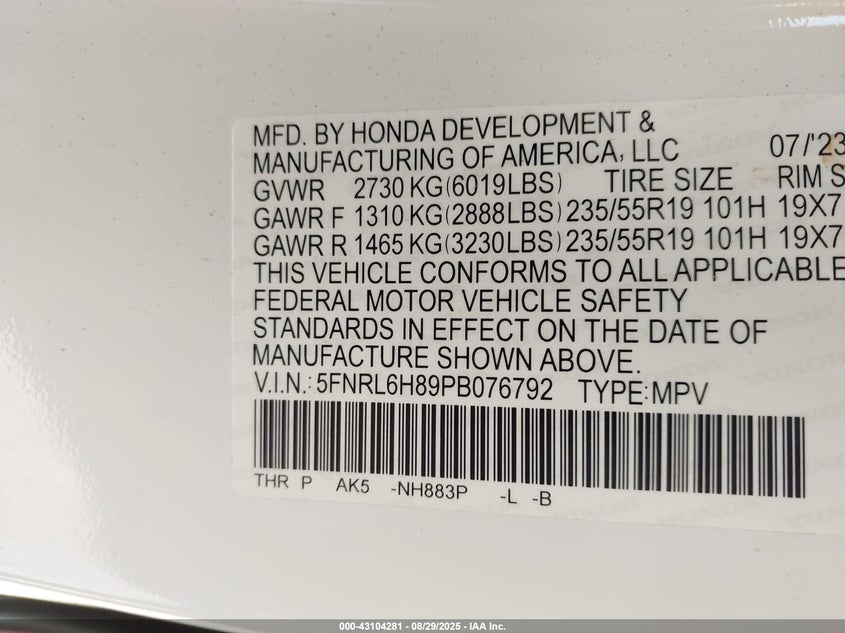 MFD. BY HONDA DEVELOPMENT &
MANUFACTURING OF AMERICA, LLC 07/'23
GVWR 2730 KG(6019LBS) TIRE SIZE RIM S
GAWR F 1310 KG(2888LBS) 235/55R19 101H 19X7
GAWR R 1465 KG(3230LBS) 235/55R19 101H 19X7
THIS VEHICLE CONFORMS TO ALL APPLICABLE
FEDERAL MOTOR VEHICLE SAFETY
STANDARDS IN EFFECT ON THE DATE OF
MANUFACTURE SHOWN ABOVE.
V.I.N.: 5FNRL6H89PB076792 TYPE: MPV
THR P AK5 -NH883P -L -B
000-43104281 - 08/29/2025 - IAA Inc.